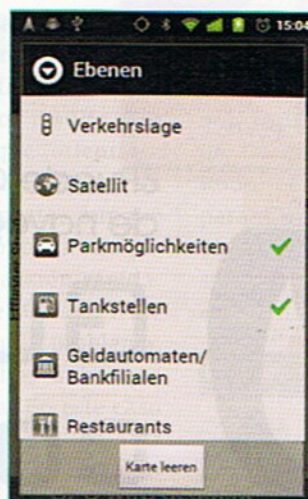 15:04
Ebenen
Verkehrslage
Satellit
Parkmöglichkeiten
Tankstellen
Geldautomaten/
Bankfilialen
Restaurants
Karte leeren